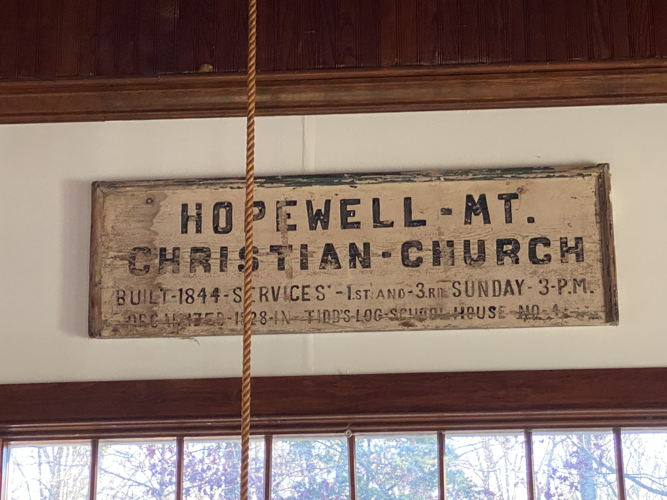 HOPEWELL-MT.
CHRISTIAN-CHURCH
BUILT-1844-SERVICES-1ST AND-3RD SUNDAY-3-P.M.
ORGANIZED-1828-IN-TIDD'S-LOG-SCHOOL HOUSE NO. 4